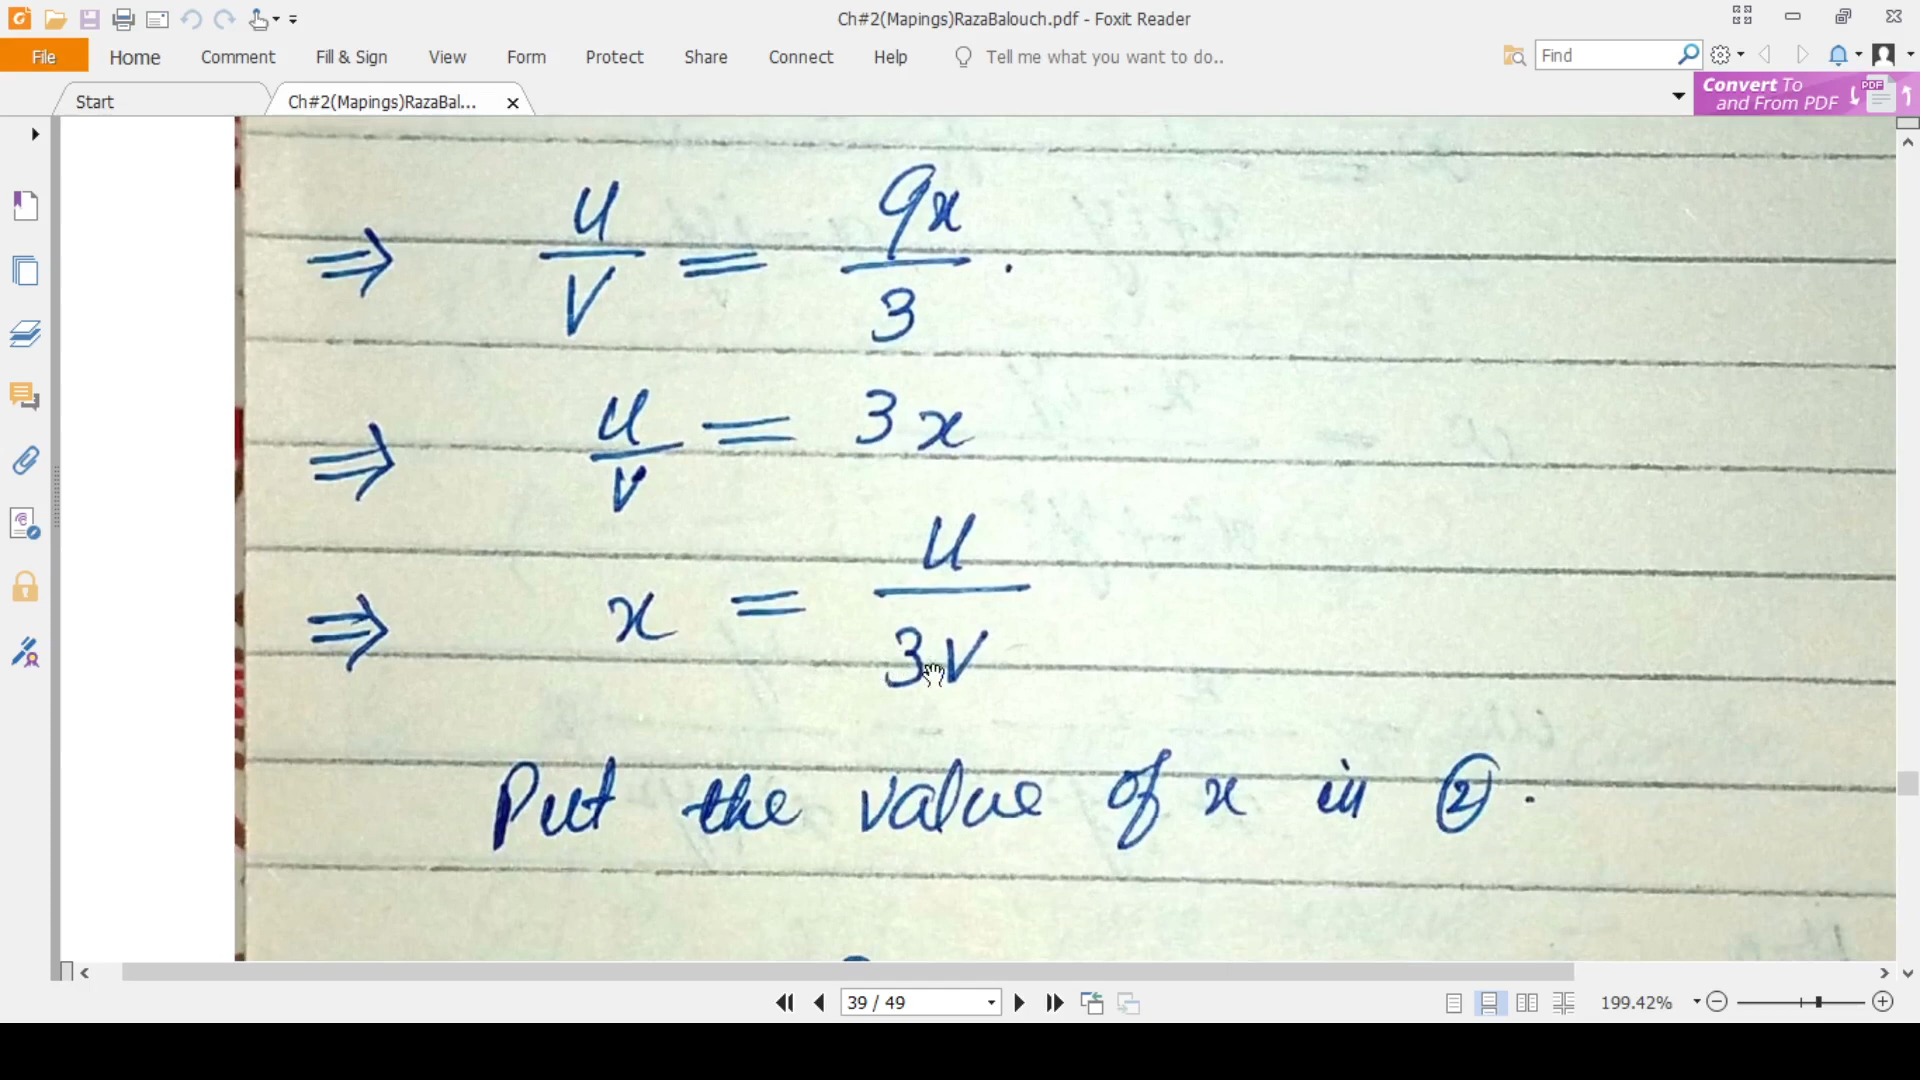 Ch#2(Mapings)RazaBalouch.pdf - Foxit Reader
File Home Comment Fill & Sign View Form Protect Share Connect Help Tell me what you want to do.. Find
Start Ch#2(Mapings)RazaBal... Convert To and From PDF PDF
⇒ u/v = 9x/3 .
⇒ u/v = 3x
⇒ x = u/3v
Put the value of x in ② .
39 / 49 199.42%